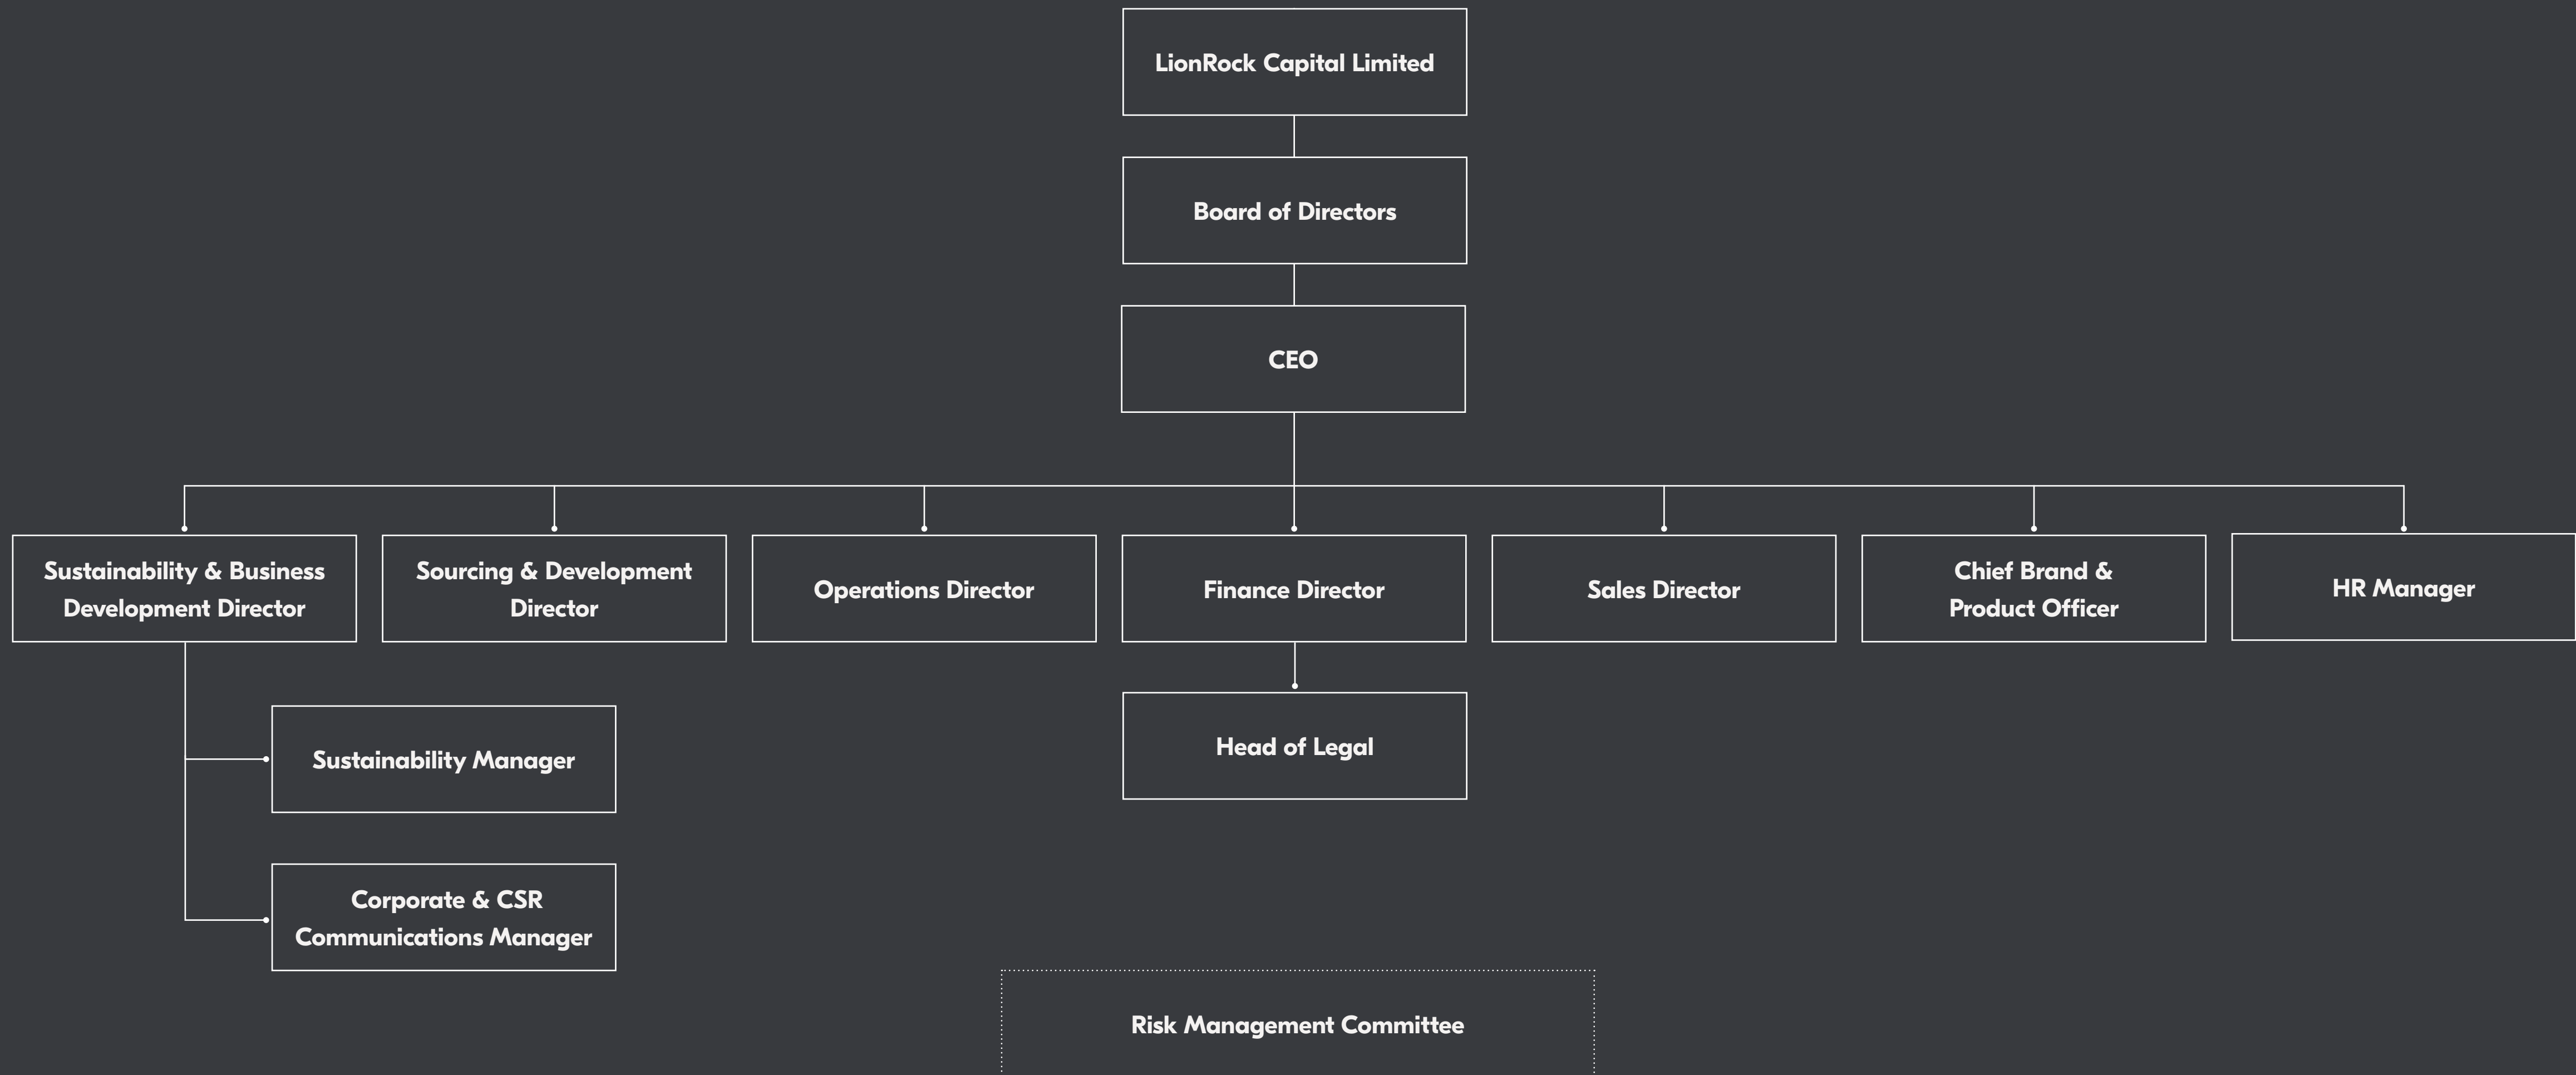 LionRock Capital Limited
Board of Directors
CEO
Sustainability & Business
Development Director
Sourcing & Development
Director
Operations Director
Finance Director
Sales Director
Chief Brand &
Product Officer
HR Manager
Sustainability Manager
Head of Legal
Corporate & CSR
Communications Manager
Risk Management Committee